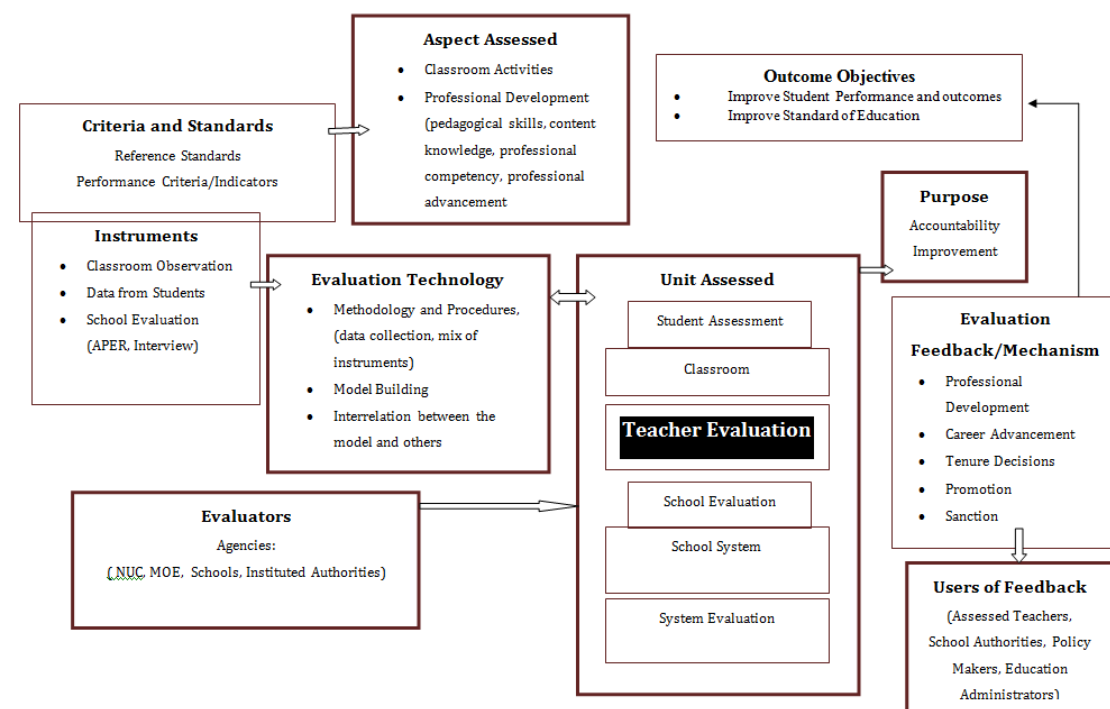 Aspect Assessed
• Classroom Activities
• Professional Development
(pedagogical skills, content
knowledge, professional
competency, professional
advancement
Outcome Objectives
• Improve Student Performance and outcomes
• Improve Standard of Education
Criteria and Standards
Reference Standards
Performance Criteria/Indicators
Purpose
Accountability
Improvement
Instruments
• Classroom Observation
• Data from Students
• School Evaluation
(APER, Interview)
Evaluation Technology
• Methodology and Procedures,
(data collection, mix of
instruments)
• Model Building
• Interrelation between the
model and others
Unit Assessed
Student Assessment
Classroom
Teacher Evaluation
School Evaluation
School System
System Evaluation
Evaluation
Feedback/Mechanism
• Professional
Development
• Career Advancement
• Tenure Decisions
• Promotion
• Sanction
Evaluators
Agencies:
( NUC, MOE, Schools, Instituted Authorities)
Users of Feedback
(Assessed Teachers,
School Authorities, Policy
Makers, Education
Administrators)